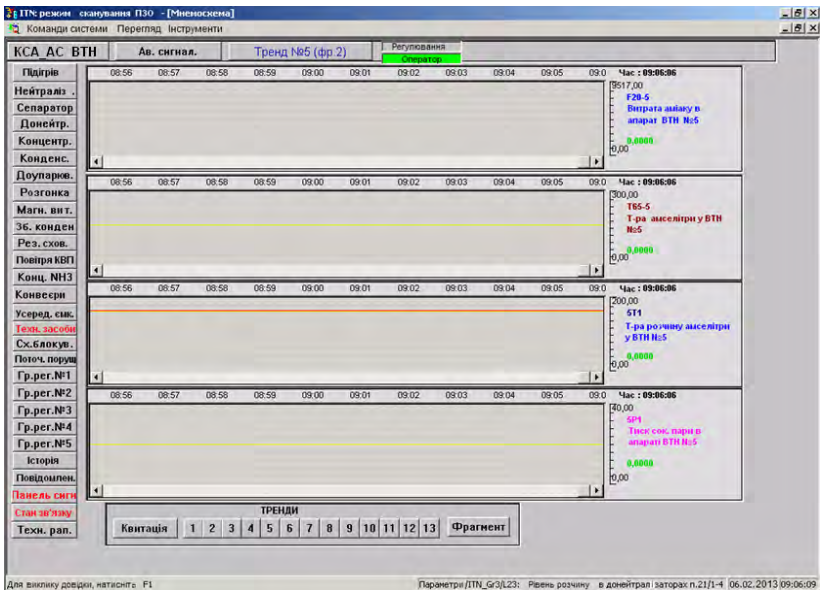 ITN: режим сканування ПЗО - [Мнемосхема]
Команди системи Перегляд Інструменти
КСА_АС ВТН Ав. сигнал. Тренд №5 (фр.2) Регулювання
Оператор
Підігрів
Нейтраліз.
Сепаратор
Донейтр.
Концентр.
Конденс.
Доупарюв.
Розгонка
Магн. вит.
Зб. конден
Рез. схов.
Повітря КВП
Конц. NH3
Конвеєри
Усеред. сик.
Техн. засоби
Сх.блокув.
Поточ. поруш
Гр.рег.№1
Гр.рег.№2
Гр.рег.№3
Гр.рег.№4
Гр.рег.№5
Історія
Повідомлен.
Панель сигн
Стан зв'язку
Техн. рап.
08:56 08:57 08:58 08:59 09:00 09:01 09:02 09:03 09:04 09:05 09:0 Час : 09:06:06
9517,00
F20-5
Витрата аміаку в
апарат ВТН №5
0,0000
0,00
08:56 08:57 08:58 08:59 09:00 09:01 09:02 09:03 09:04 09:05 09:0 Час : 09:06:06
300,00
T65-5
Т-ра амселітри у ВТН
№5
0,0000
0,00
08:56 08:57 08:58 08:59 09:00 09:01 09:02 09:03 09:04 09:05 09:0 Час : 09:06:06
200,00
5T1
Т-ра розчину амселітри
у ВТН №5
0,0000
0,00
08:56 08:57 08:58 08:59 09:00 09:01 09:02 09:03 09:04 09:05 09:0 Час : 09:06:06
40,00
5P1
Тиск сок. пари в
апараті ВТН №5
0,0000
0,00
ТРЕНДИ
Квитація 1 2 3 4 5 6 7 8 9 10 11 12 13 Фрагмент
Для виклику довідки, натисніть F1 Параметри/ITN_Gr3/L23: Рівень розчину в донейтрал заторах п.21/1-4 06.02.2013 09:06:09